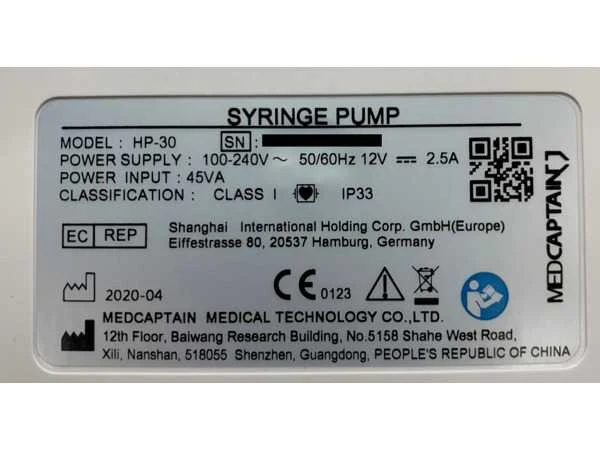 SYRINGE PUMP
MODEL : HP-30 SN :
POWER SUPPLY : 100-240V～ 50/60Hz 12V ⎓ 2.5A
POWER INPUT : 45VA
CLASSIFICATION : CLASS I IP33
EC REP
Shanghai International Holding Corp. GmbH(Europe)
Eiffestrasse 80, 20537 Hamburg, Germany
2020-04
CE 0123
MEDCAPTAIN
MEDCAPTAIN MEDICAL TECHNOLOGY CO.,LTD.
12th Floor, Baiwang Research Building, No.5158 Shahe West Road,
Xili, Nanshan, 518055 Shenzhen, Guangdong, PEOPLE'S REPUBLIC OF CHINA